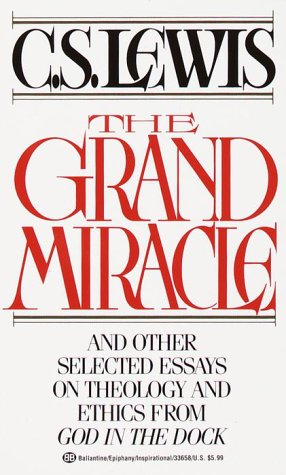 C.S. LEWIS
THE
GRAND
MIRACLE
AND OTHER
SELECTED ESSAYS
ON THEOLOGY AND
ETHICS FROM
GOD IN THE DOCK
BB Ballantine/Epiphany/Inspirational/33658/U.S. $5.99